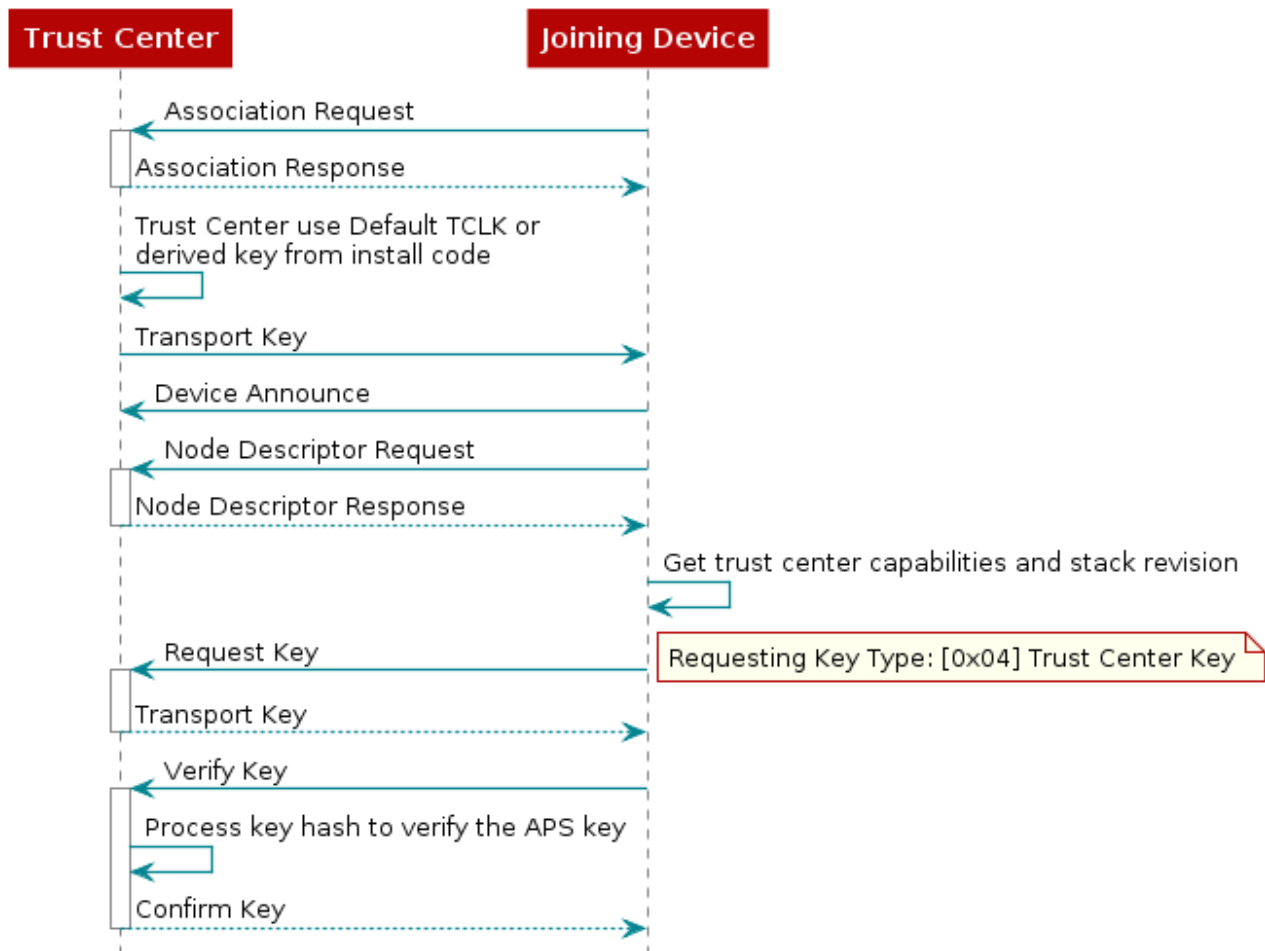 Trust Center
Joining Device
Association Request
Association Response
Trust Center use Default TCLK or
derived key from install code
Transport Key
Device Announce
Node Descriptor Request
Node Descriptor Response
Get trust center capabilities and stack revision
Request Key
Requesting Key Type: [0x04] Trust Center Key
Transport Key
Verify Key
Process key hash to verify the APS key
Confirm Key